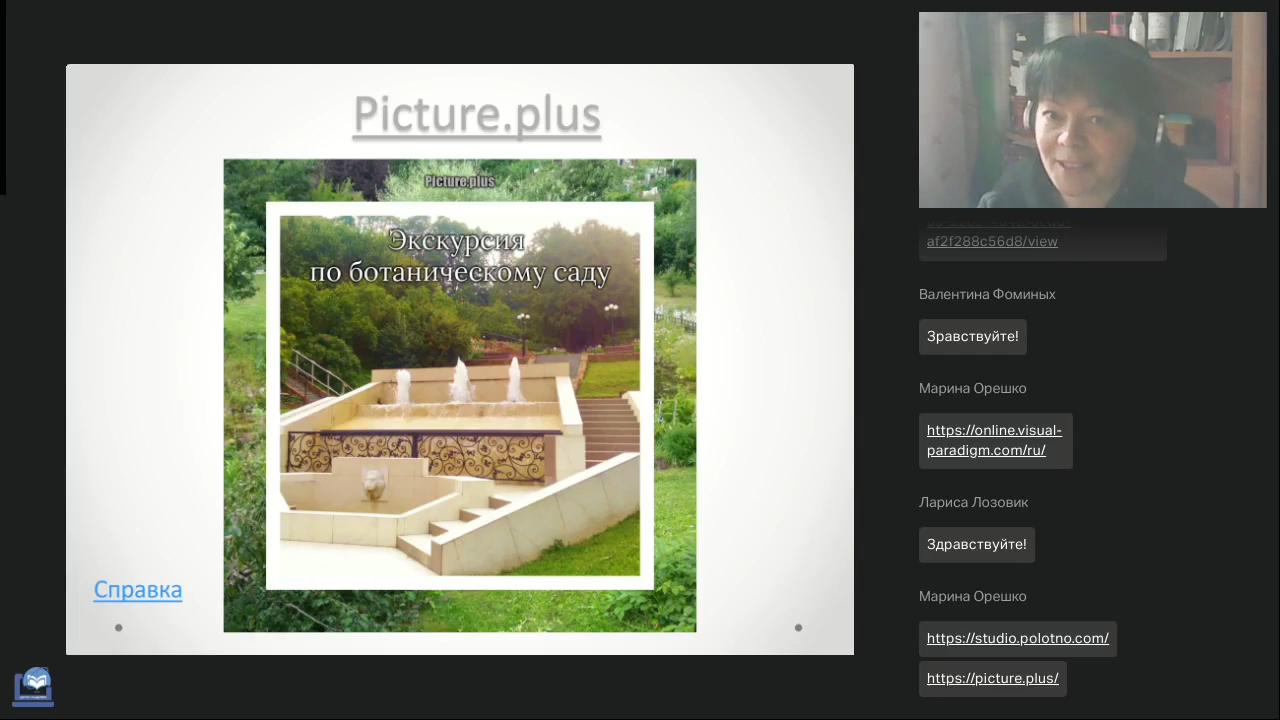 Picture.plus
Picture.plus
Экскурсия
по ботаническому саду
Справка
af2f288c56d8/view
Валентина Фоминых
Зравствуйте!
Марина Орешко
https://online.visual-
paradigm.com/ru/
Лариса Лозовик
Здравствуйте!
Марина Орешко
https://studio.polotno.com/
https://picture.plus/